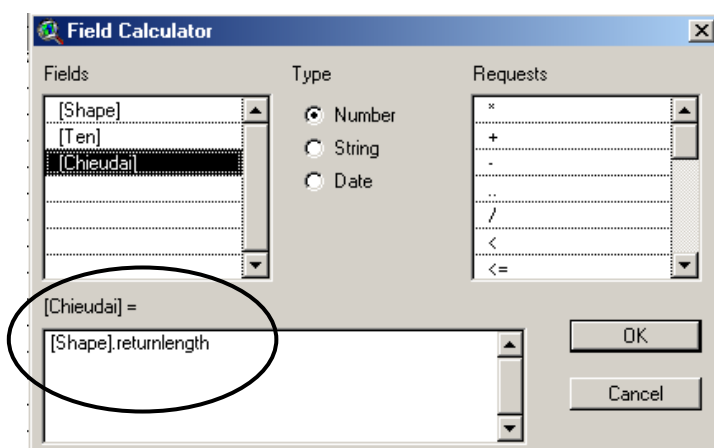 Field Calculator
Fields
Type
Requests
[Shape]
[Ten]
[Chieudai]
Number
String
Date
*
+
-
..
/
<
<=
[Chieudai] =
[Shape].returnlength
OK
Cancel